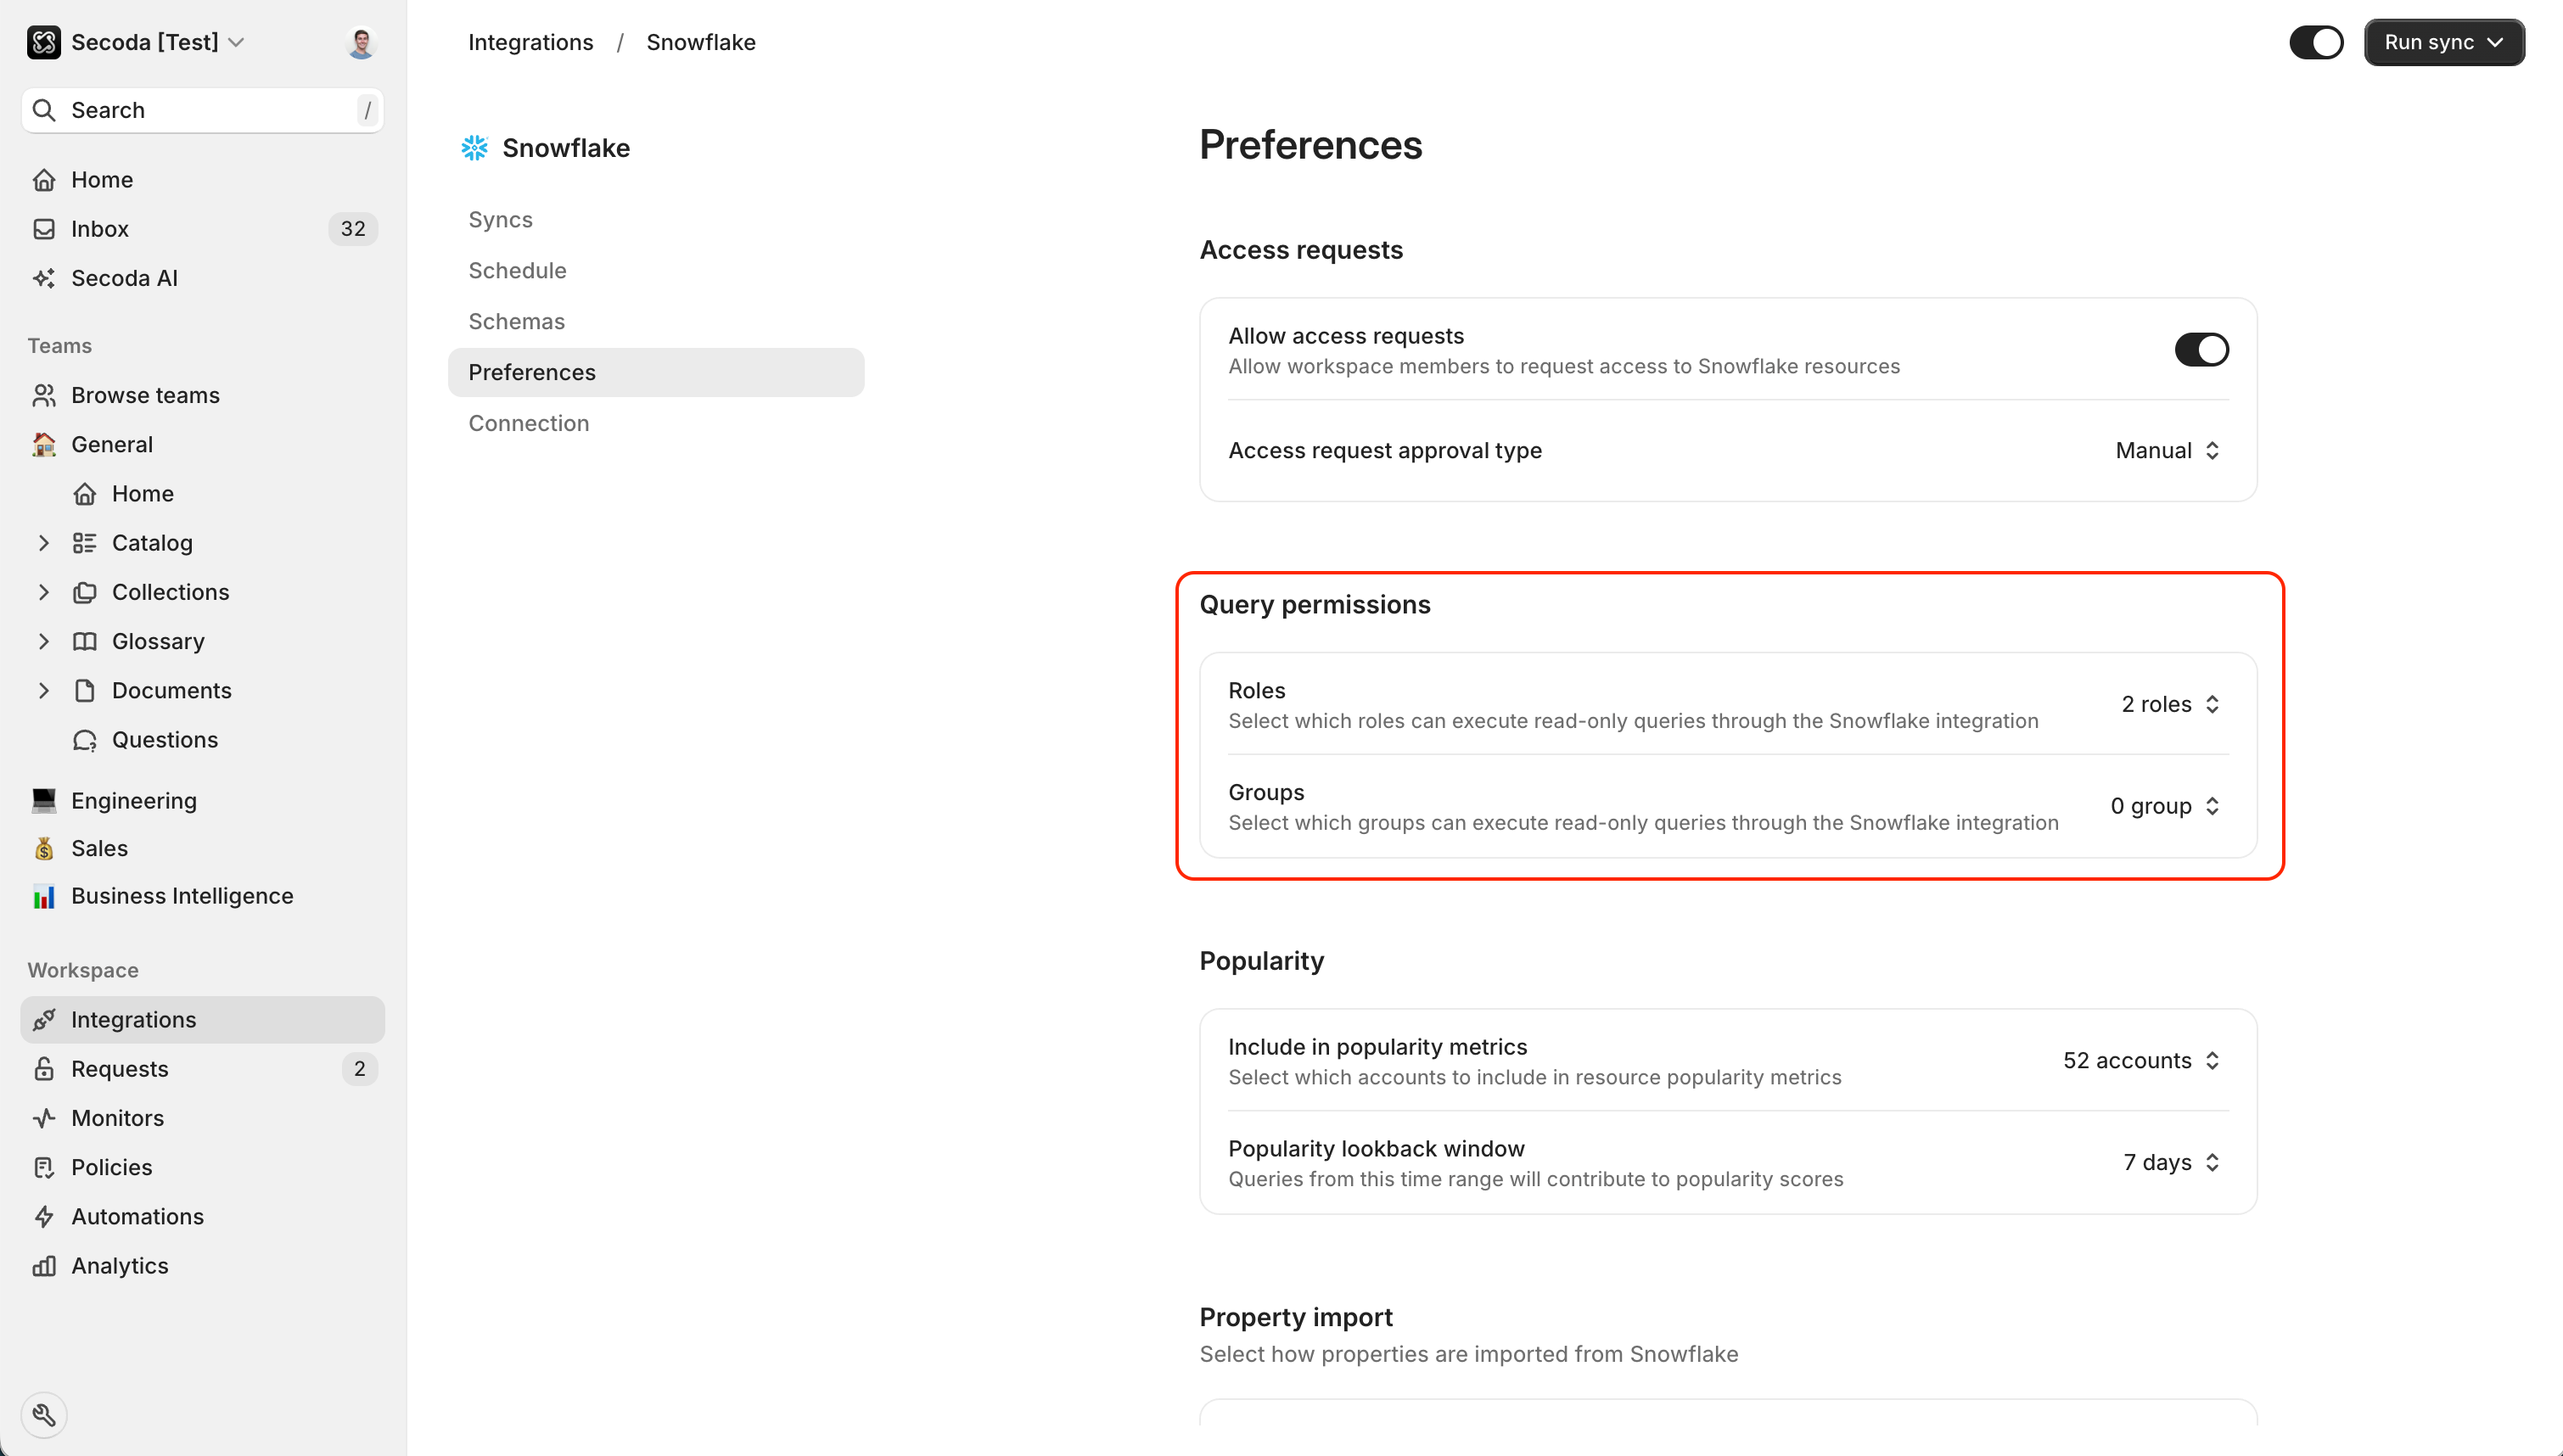 Secoda [Test]
Search
/
Home
Inbox
32
Secoda AI
Teams
Browse teams
General
Home
Catalog
Collections
Glossary
Documents
Questions
Engineering
Sales
Business Intelligence
Workspace
Integrations
Requests
2
Monitors
Policies
Automations
Analytics
Integrations / Snowflake
Run sync
Snowflake
Syncs
Schedule
Schemas
Preferences
Connection
Preferences
Access requests
Allow access requests
Allow workspace members to request access to Snowflake resources
Access request approval type
Manual
Query permissions
Roles
Select which roles can execute read-only queries through the Snowflake integration
2 roles
Groups
Select which groups can execute read-only queries through the Snowflake integration
0 group
Popularity
Include in popularity metrics
Select which accounts to include in resource popularity metrics
52 accounts
Popularity lookback window
Queries from this time range will contribute to popularity scores
7 days
Property import
Select how properties are imported from Snowflake